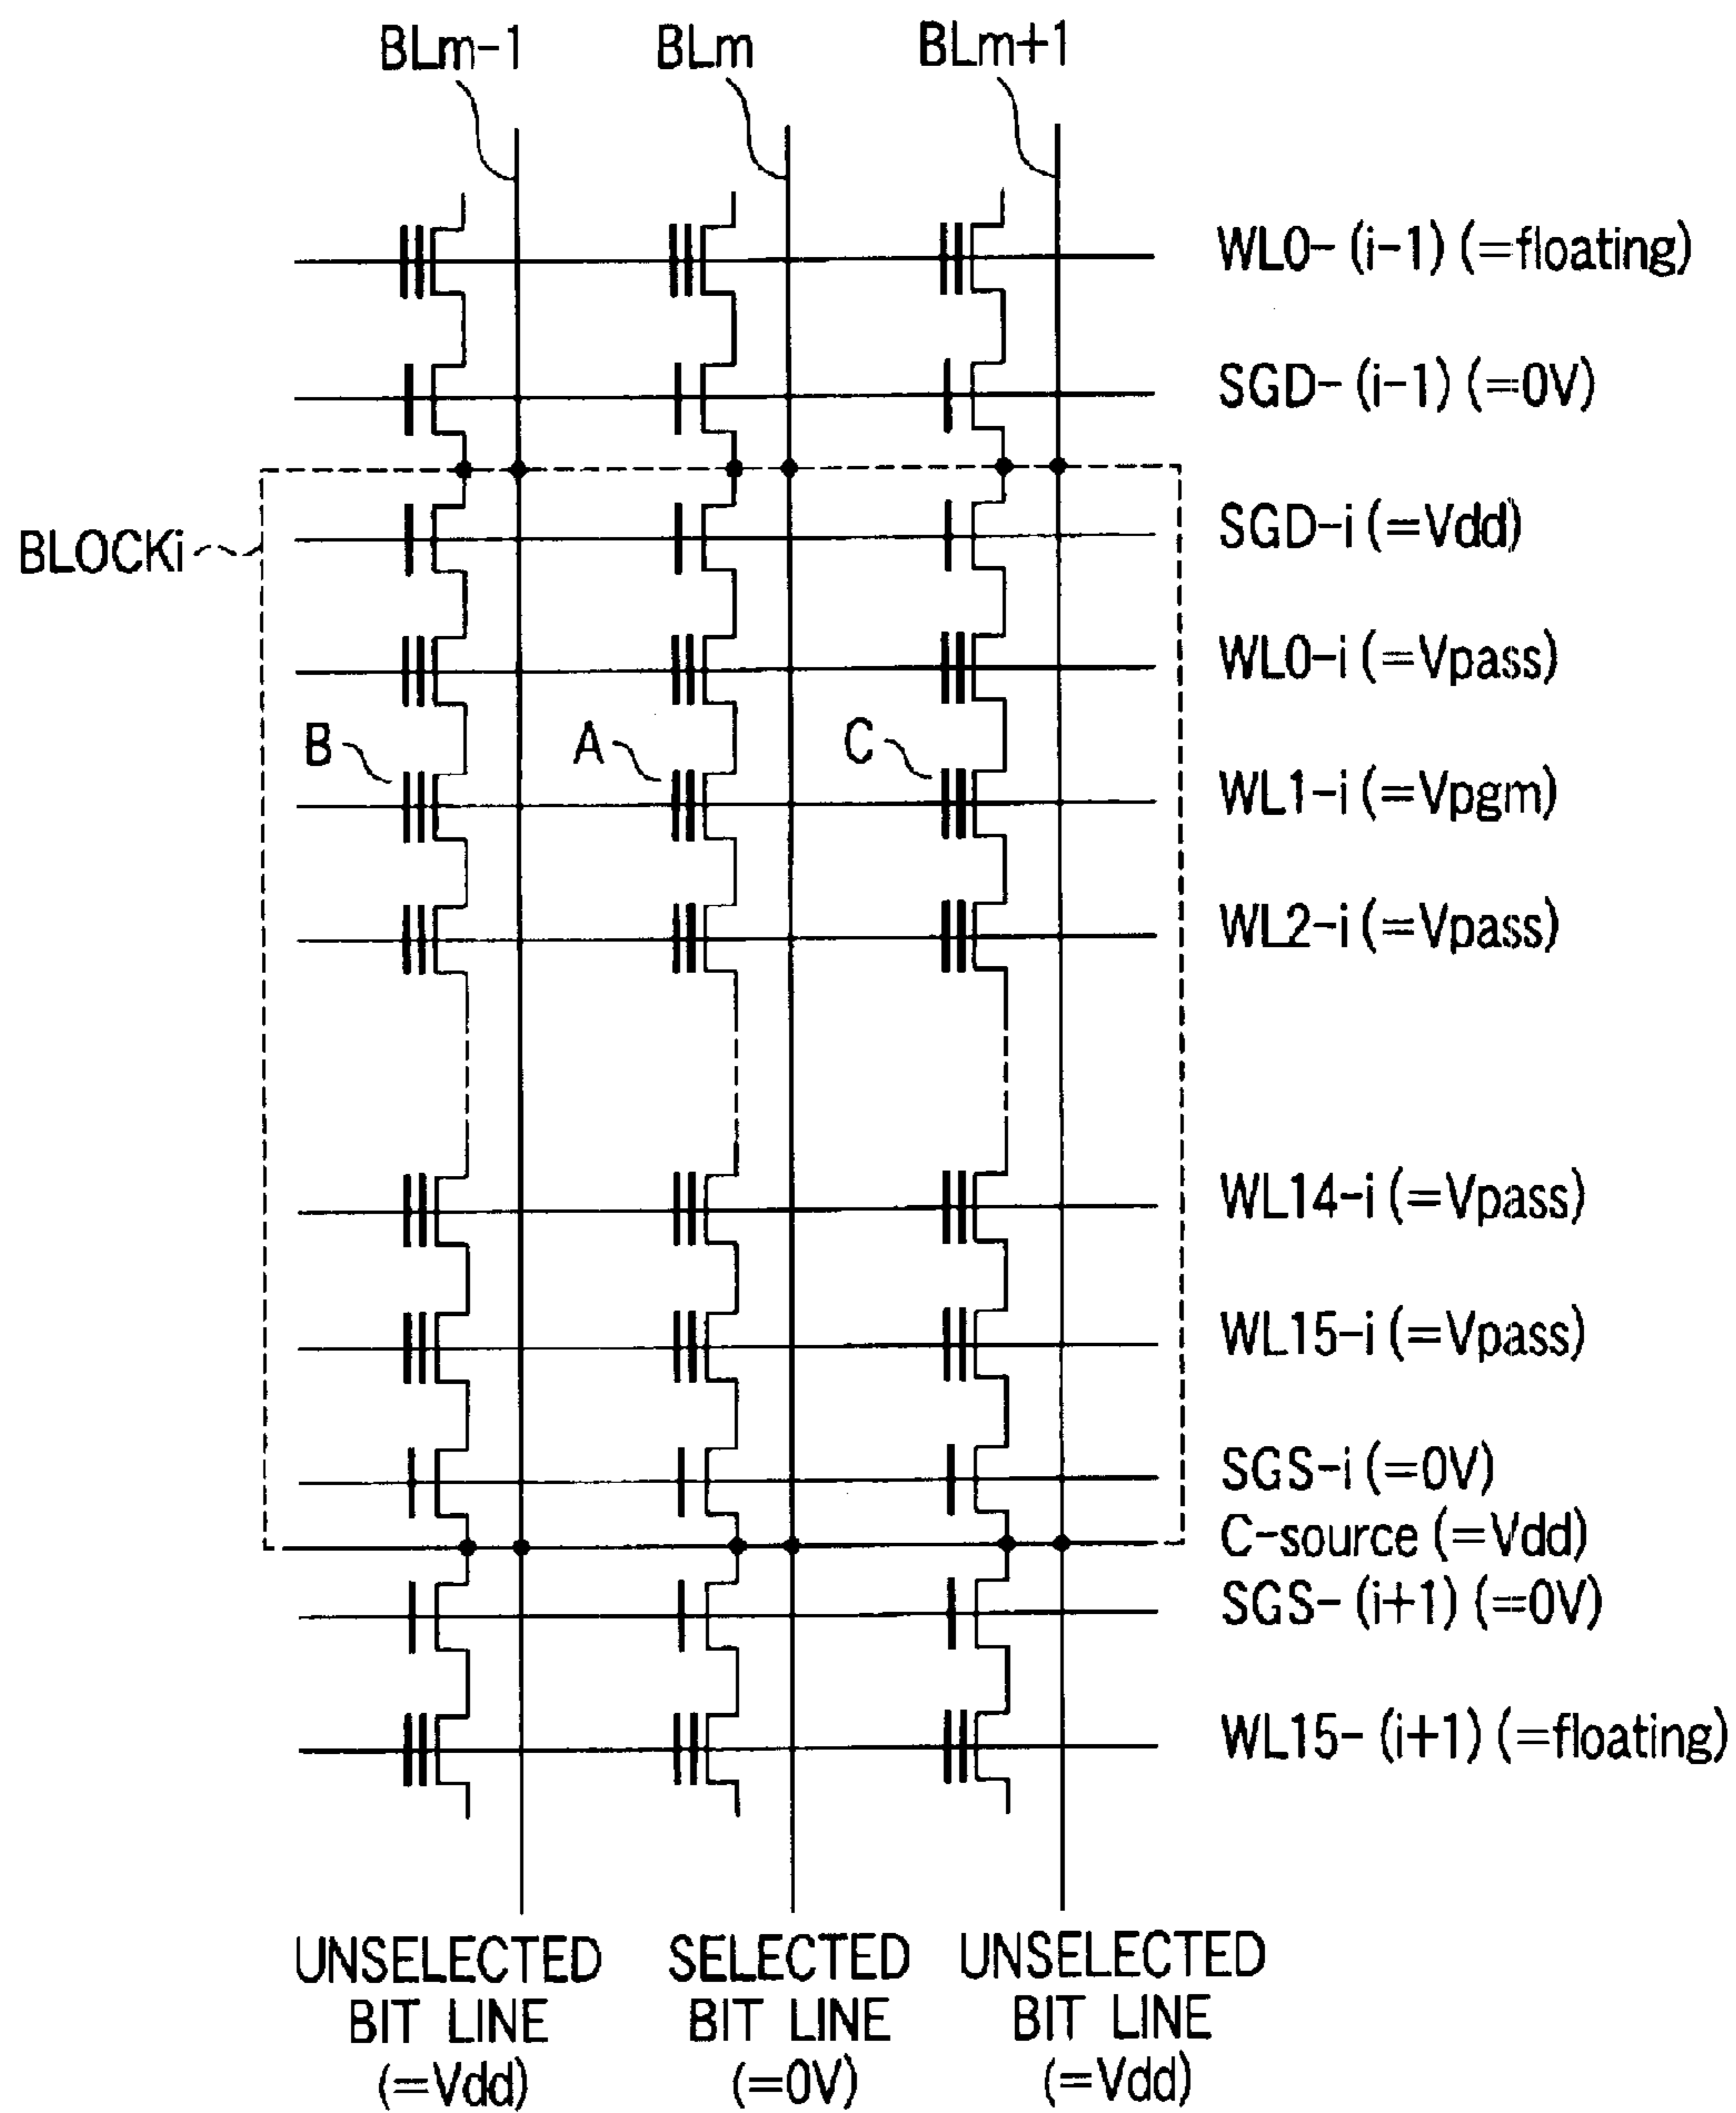 BLm-1
BLm
BLm+1
WL0- (i-1) (=floating)
SGD- (i-1) (=0V)
BLOCKi
SGD-i (=Vdd)
WL0-i (=Vpass)
B
A
C
WL1-i (=Vpgm)
WL2-i (=Vpass)
WL14-i (=Vpass)
WL15-i (=Vpass)
SGS-i (=0V)
C-source (=Vdd)
SGS- (i+1) (=0V)
WL15- (i+1) (=floating)
UNSELECTED
BIT LINE
(=Vdd)
SELECTED
BIT LINE
(=0V)
UNSELECTED
BIT LINE
(=Vdd)